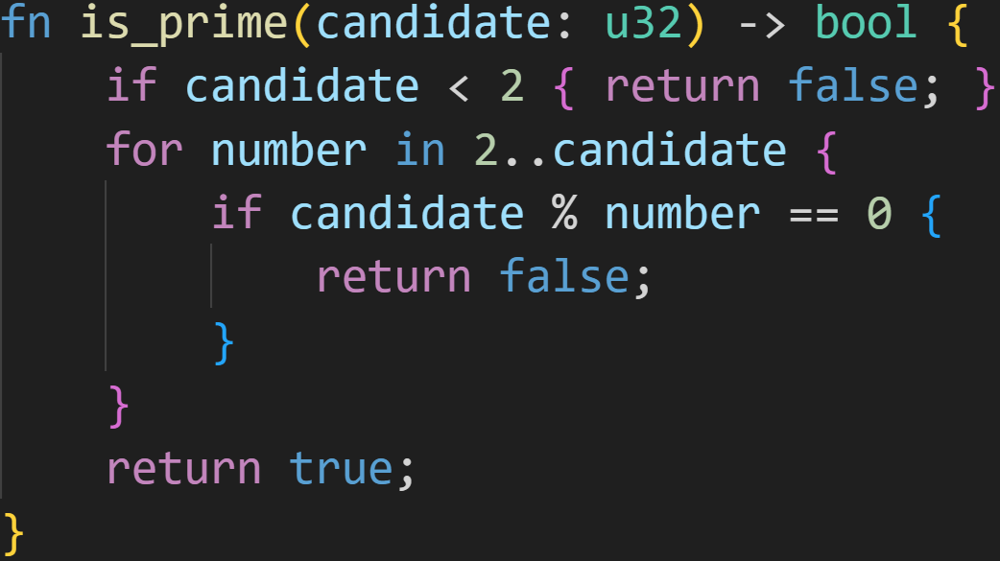 fn is_prime(candidate: u32) -> bool {
    if candidate < 2 { return false; }
    for number in 2..candidate {
        if candidate % number == 0 {
            return false;
        }
    }
    return true;
}